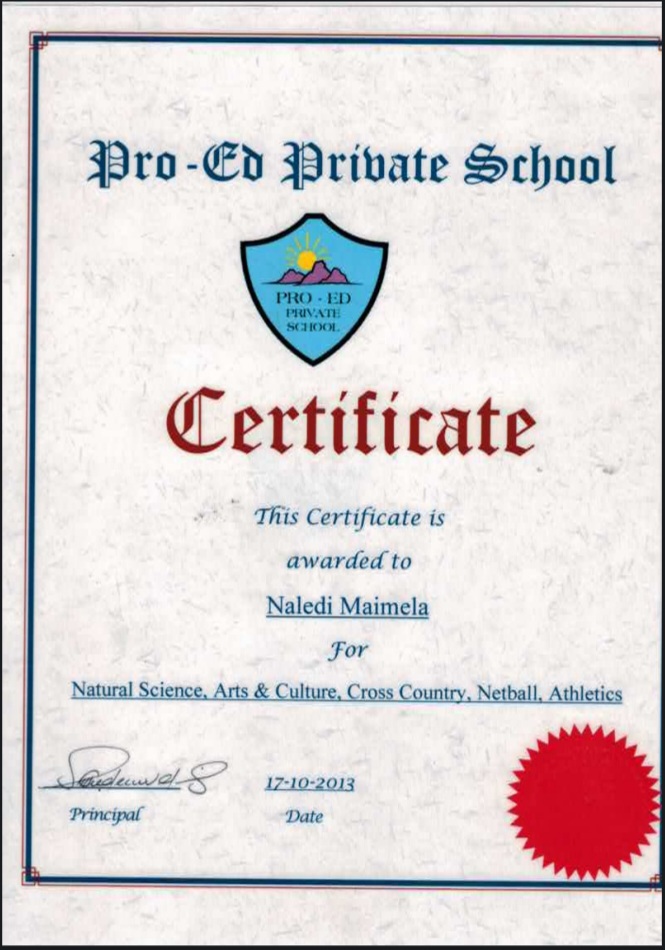 Pro-Ed Private School
PRO - ED
PRIVATE
SCHOOL
Certificate
This Certificate is
awarded to
Naledi Maimela
For
Natural Science, Arts & Culture, Cross Country, Netball, Athletics
17-10-2013
Principal Date